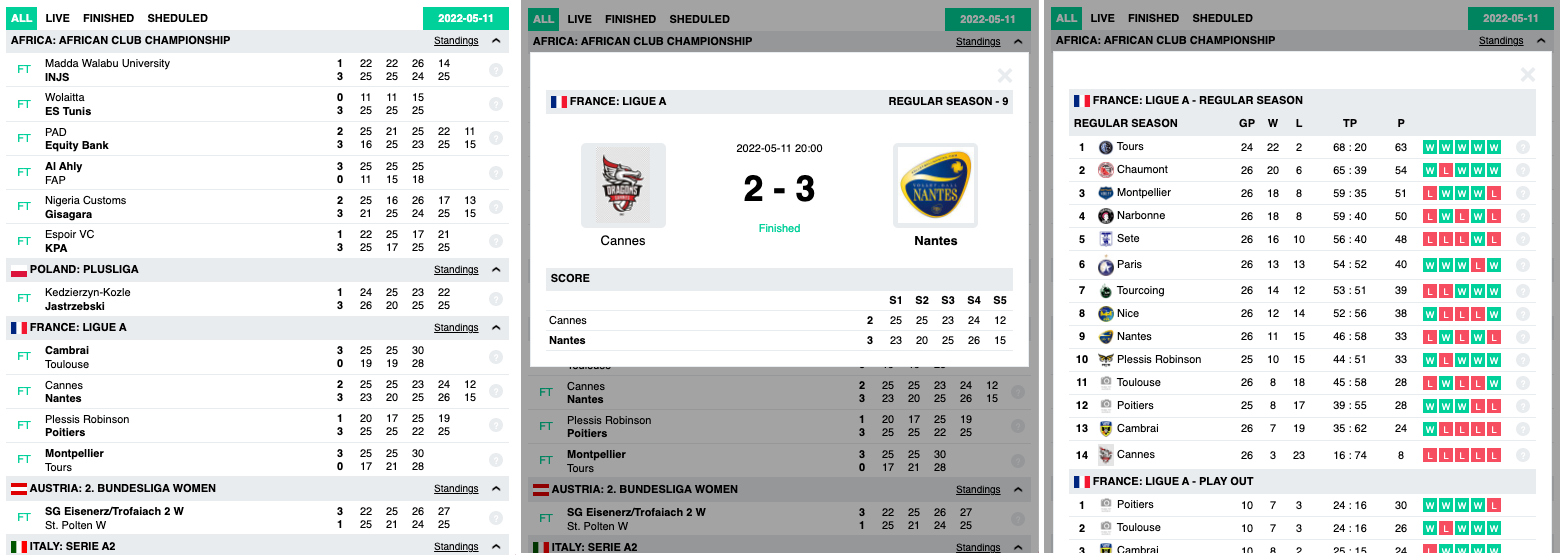 ALL LIVE FINISHED SHEDULED 2022-05-11
AFRICA: AFRICAN CLUB CHAMPIONSHIP Standings
FT Madda Walabu University 1 22 22 26 14
INJS 3 25 25 24 25 ?
FT Wolaitta 0 11 11 15
ES Tunis 3 25 25 25 ?
FT PAD 2 25 21 25 22 11
Equity Bank 3 16 25 23 25 15 ?
FT Al Ahly 3 25 25 25
FAP 0 11 15 18 ?
FT Nigeria Customs 2 25 16 26 17 13
Gisagara 3 21 25 24 25 15 ?
FT Espoir VC 1 22 25 17 21
KPA 3 25 17 25 25 ?
POLAND: PLUSLIGA Standings
FT Kedzierzyn-Kozle 1 24 25 23 22
Jastrzebski 3 26 20 25 25 ?
FRANCE: LIGUE A Standings
FT Cambrai 3 25 25 30
Toulouse 0 19 19 28 ?
FT Cannes 2 25 25 23 24 12
Nantes 3 23 20 25 26 15 ?
FT Plessis Robinson 1 20 17 25 19
Poitiers 3 25 25 22 25 ?
FT Montpellier 3 25 25 30
Tours 0 17 21 28 ?
AUSTRIA: 2. BUNDESLIGA WOMEN Standings
FT SG Eisenerz/Trofaiach 2 W 3 22 25 26 27
St. Polten W 1 25 21 24 25 ?
ITALY: SERIE A2 Standings
ALL LIVE FINISHED SHEDULED 2022-05-11
AFRICA: AFRICAN CLUB CHAMPIONSHIP Standings
×
FRANCE: LIGUE A REGULAR SEASON - 9
2022-05-11 20:00
DRAGONS
NANTES
2 - 3
Finished
Cannes Nantes
SCORE
S1 S2 S3 S4 S5
Cannes 2 25 25 23 24 12
Nantes 3 23 20 25 26 15
FT Cannes 2 25 25 23 24 12
Nantes 3 23 20 25 26 15 ?
FT Plessis Robinson 1 20 17 25 19
Poitiers 3 25 25 22 25 ?
FT Montpellier 3 25 25 30
Tours 0 17 21 28 ?
AUSTRIA: 2. BUNDESLIGA WOMEN Standings
FT SG Eisenerz/Trofaiach 2 W 3 22 25 26 27
St. Polten W 1 25 21 24 25 ?
ITALY: SERIE A2 Standings
ALL LIVE FINISHED SHEDULED 2022-05-11
AFRICA: AFRICAN CLUB CHAMPIONSHIP Standings
×
FRANCE: LIGUE A - REGULAR SEASON
REGULAR SEASON GP W L TP P
1 Tours 24 22 2 68 : 20 63 W W W W W ?
2 Chaumont 26 20 6 65 : 39 54 W L W W W ?
3 Montpellier 26 18 8 59 : 35 51 L W W W L ?
4 Narbonne 26 18 8 59 : 40 50 W L W L W ?
5 Sete 26 16 10 56 : 40 48 L L L W L ?
6 Paris 26 13 13 54 : 52 40 W W W L W ?
7 Tourcoing 26 14 12 53 : 51 39 L L W W W ?
8 Nice 26 12 14 52 : 56 38 W L L L W ?
9 Nantes 26 11 15 46 : 58 33 L W L W L ?
10 Plessis Robinson 25 10 15 44 : 51 33 W L W W W ?
11 Toulouse 26 8 18 45 : 58 28 L W L L W ?
12 Poitiers 25 8 17 39 : 55 28 W W W L L ?
13 Cambrai 26 7 19 35 : 62 24 W L L L L ?
14 Cannes 26 3 23 16 : 74 8 L L L L L ?
FRANCE: LIGUE A - PLAY OUT
1 Poitiers 10 7 3 24 : 16 30 W W W W L ?
2 Toulouse 10 7 3 24 : 16 26 W L W W W ?
3 Cambrai 10 8 2 25 : 15 24 L W W W W